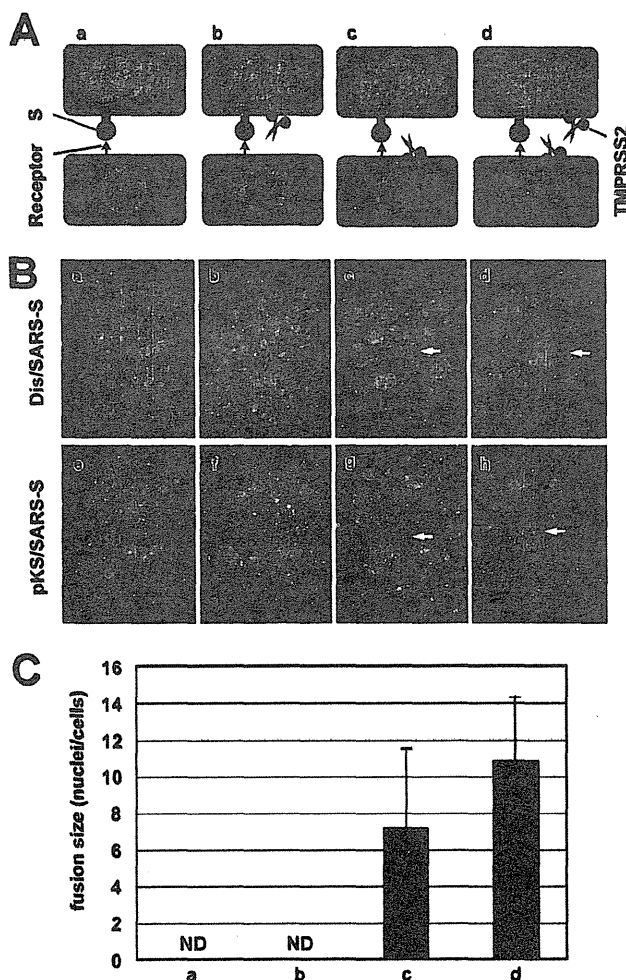 A
a b c d
S
Receptor
TMPRSS2
B
a b c d
Dis/SARS-S
e f g h
pKS/SARS-S
C
fusion size (nuclei/cells)
16
14
12
10
8
6
4
2
0
ND ND
a b c d